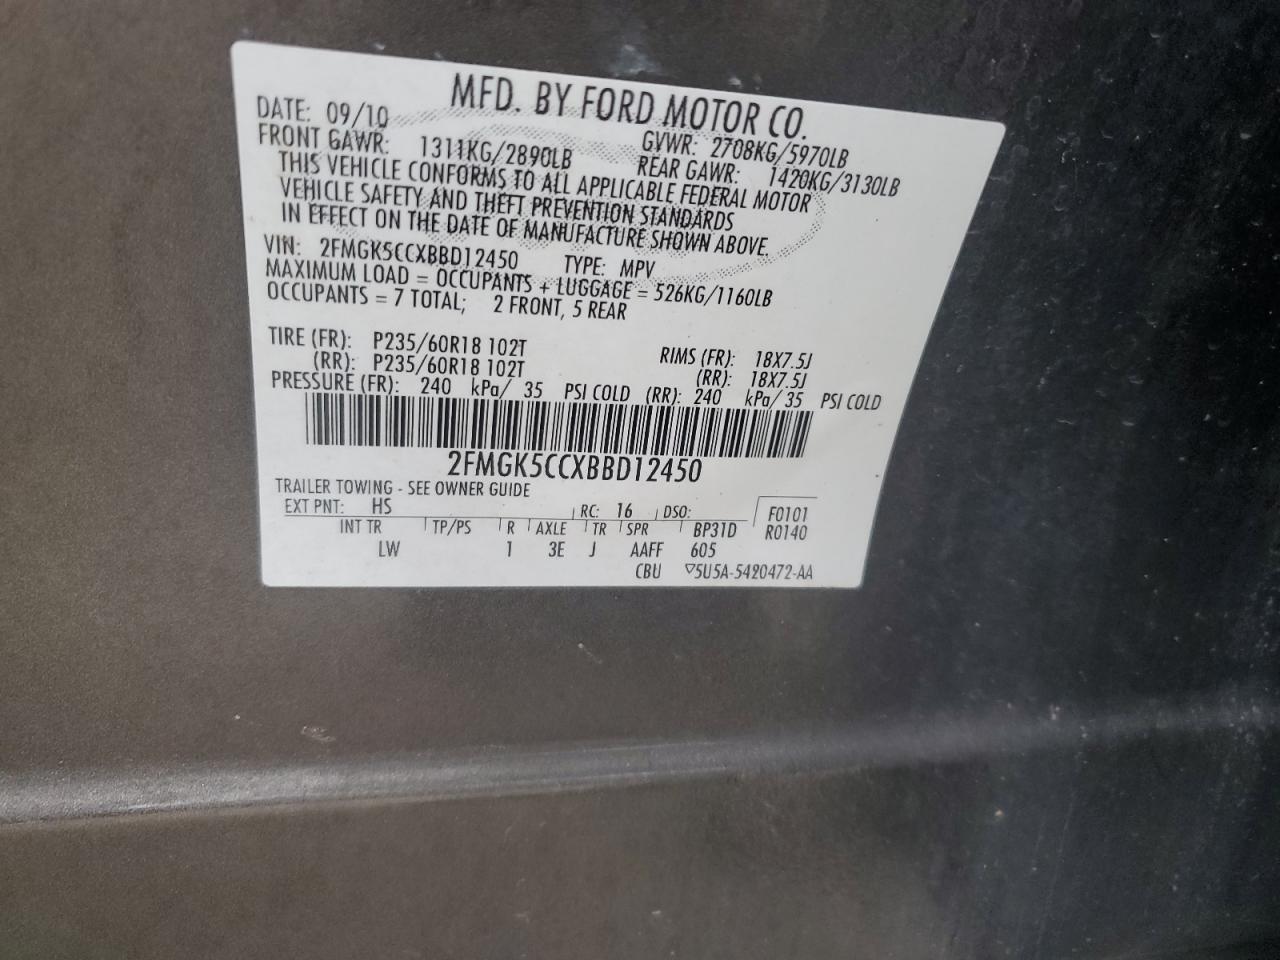 MFD. BY FORD MOTOR CO.
DATE: 09/10 GVWR: 2708KG/5970LB
FRONT GAWR: 1311KG/2890LB REAR GAWR: 1420KG/3130LB
THIS VEHICLE CONFORMS TO ALL APPLICABLE FEDERAL MOTOR
VEHICLE SAFETY AND THEFT PREVENTION STANDARDS
IN EFFECT ON THE DATE OF MANUFACTURE SHOWN ABOVE.
VIN: 2FMGK5CCXBBD12450 TYPE: MPV
MAXIMUM LOAD = OCCUPANTS + LUGGAGE = 526KG/1160LB
OCCUPANTS = 7 TOTAL; 2 FRONT, 5 REAR
TIRE (FR): P235/60R18 102T RIMS (FR): 18X7.5J
(RR): P235/60R18 102T (RR): 18X7.5J
PRESSURE (FR): 240 kPa/ 35 PSI COLD (RR): 240 kPa/ 35 PSI COLD
2FMGK5CCXBBD12450
TRAILER TOWING - SEE OWNER GUIDE
EXT PNT: HS RC: 16 DSO: F0101
INT TR TP/PS R AXLE TR SPR BP31D R0140
LW 1 3E J AAFF 605
CBU ▽5U5A-5420472-AA